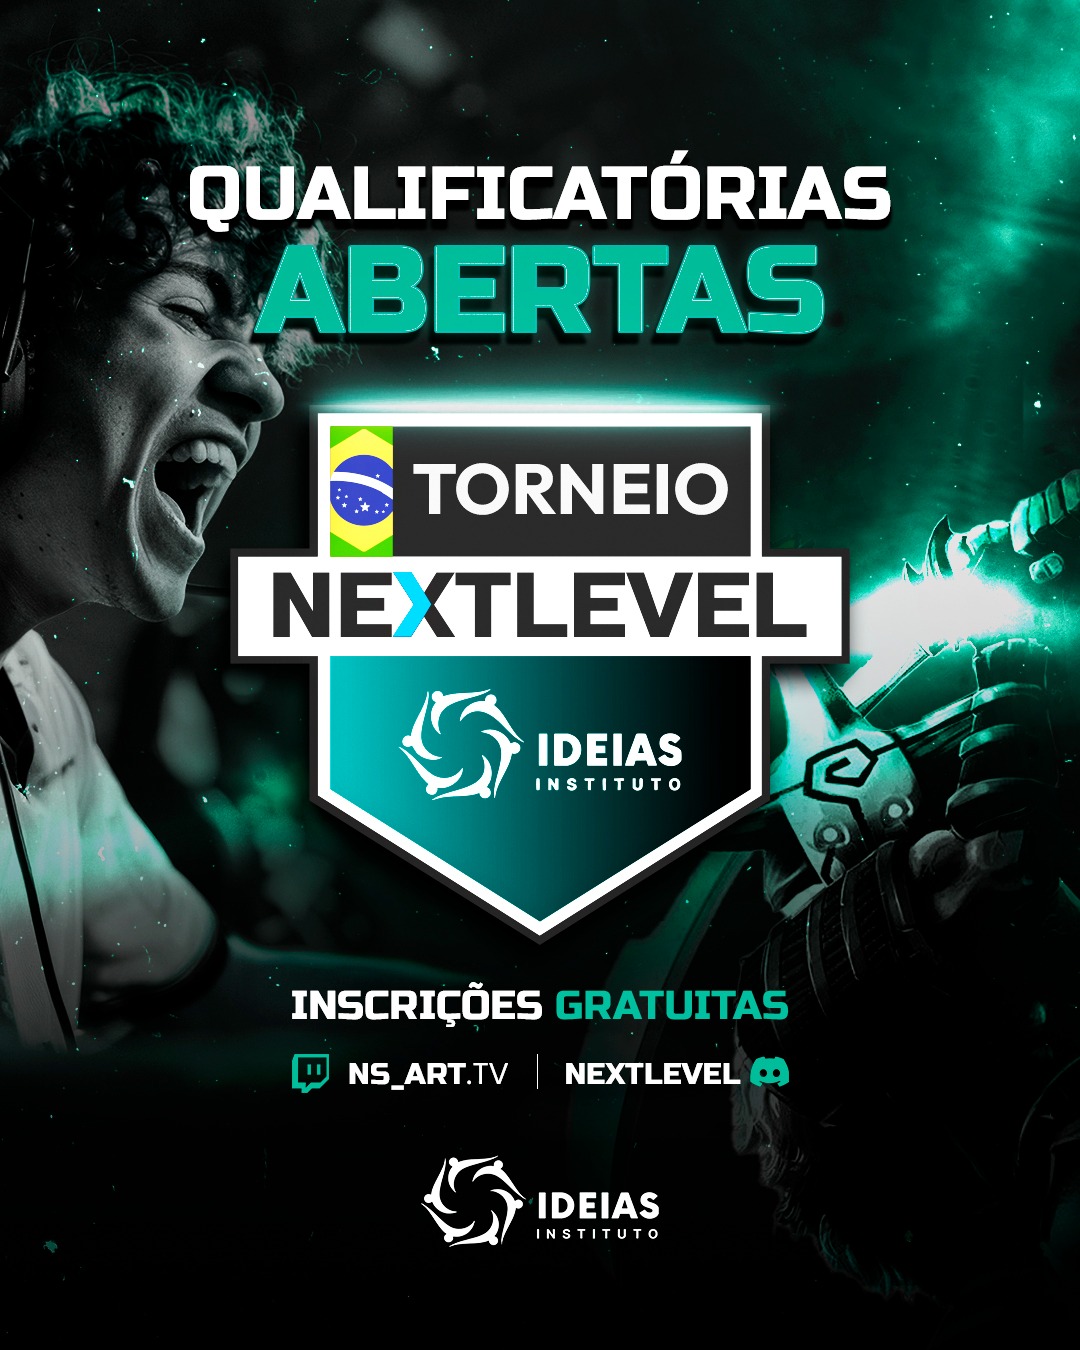 QUALIFICATÓRIAS
ABERTAS
TORNEIO
NEXTLEVEL
IDEIAS
INSTITUTO
INSCRIÇÕES GRATUITAS
NS_ART.TV | NEXTLEVEL
IDEIAS
INSTITUTO